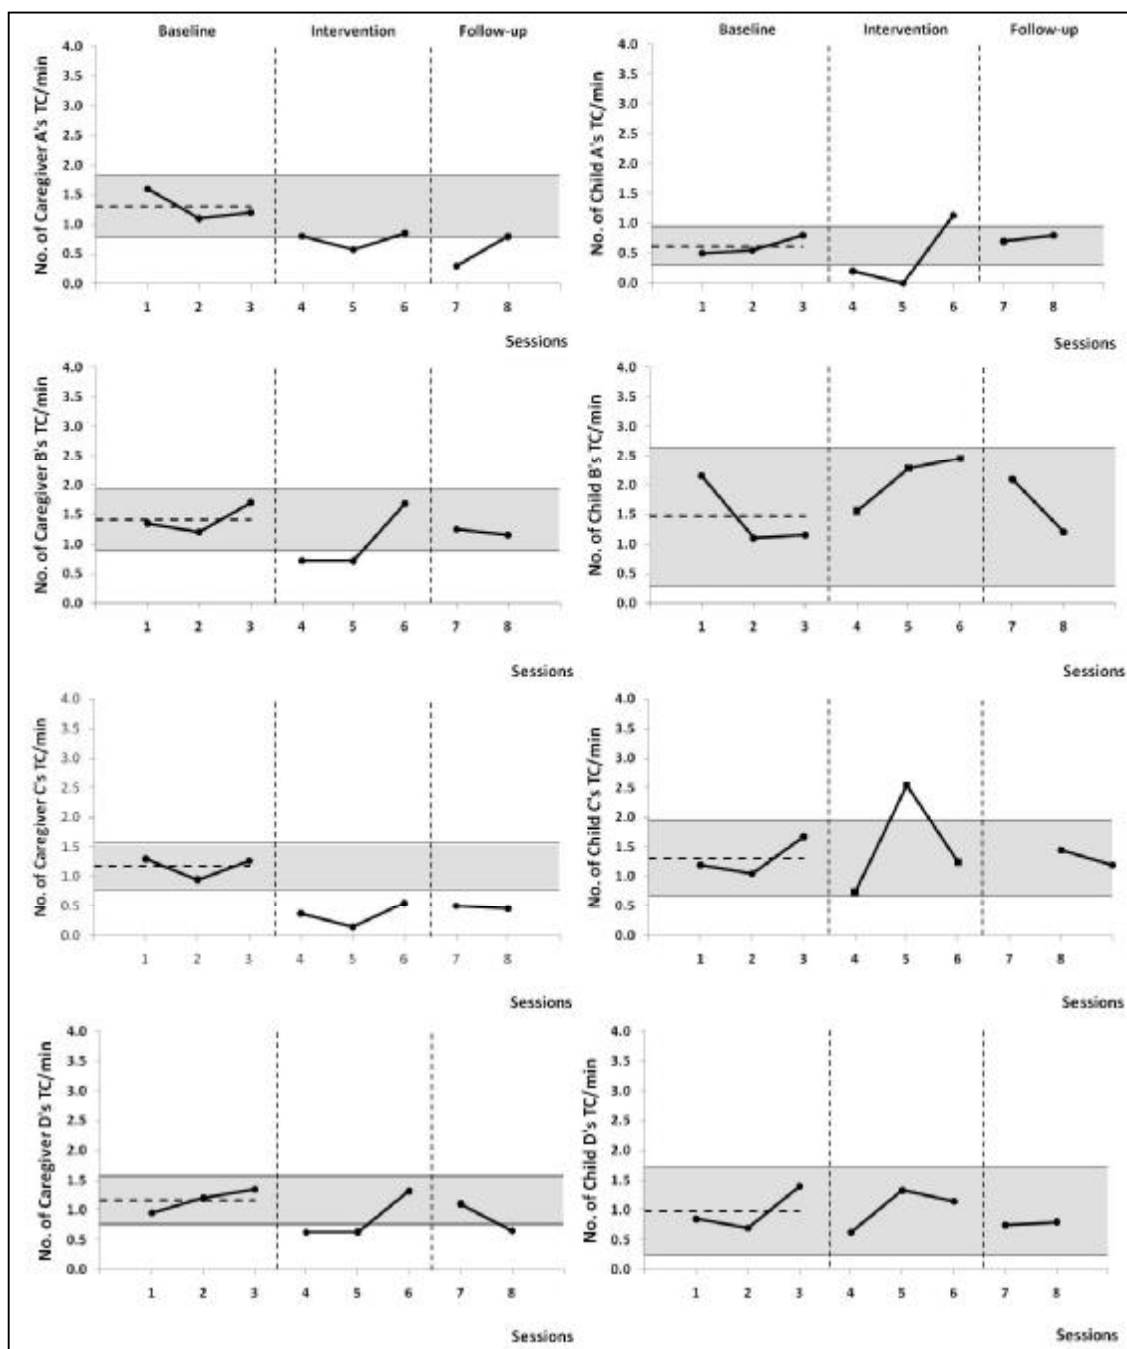 Baseline Intervention Follow-up
No. of Caregiver A's TC/min
4.0
3.5
3.0
2.5
2.0
1.5
1.0
0.5
0.0
1 2 3 4 5 6 7 8
Sessions
Baseline Intervention Follow-up
No. of Child A's TC/min
4.0
3.5
3.0
2.5
2.0
1.5
1.0
0.5
0.0
1 2 3 4 5 6 7 8
Sessions
No. of Caregiver B's TC/min
4.0
3.5
3.0
2.5
2.0
1.5
1.0
0.5
0.0
1 2 3 4 5 6 7 8
Sessions
No. of Child B's TC/min
4.0
3.5
3.0
2.5
2.0
1.5
1.0
0.5
0.0
1 2 3 4 5 6 7 8
Sessions
No. of Caregiver C's TC/min
4.0
3.5
3.0
2.5
2.0
1.5
1.0
0.5
0.0
1 2 3 4 5 6 7 8
Sessions
No. of Child C's TC/min
4.0
3.5
3.0
2.5
2.0
1.5
1.0
0.5
0.0
1 2 3 4 5 6 7 8
Sessions
No. of Caregiver D's TC/min
4.0
3.5
3.0
2.5
2.0
1.5
1.0
0.5
0.0
1 2 3 4 5 6 7 8
Sessions
No. of Child D's TC/min
4.0
3.5
3.0
2.5
2.0
1.5
1.0
0.5
0.0
1 2 3 4 5 6 7 8
Sessions